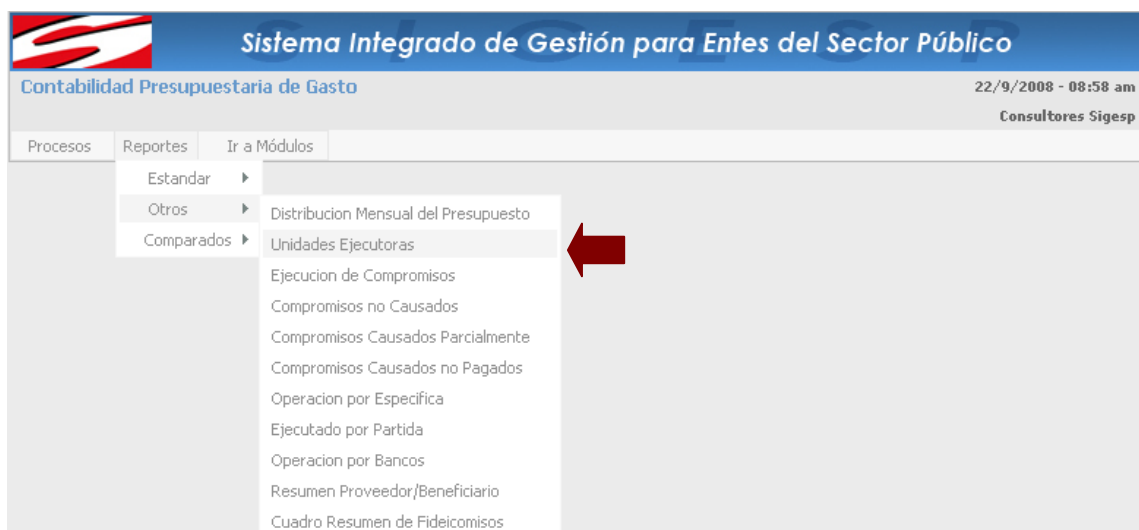 Sistema Integrado de Gestión para Entes del Sector Público
Contabilidad Presupuestaria de Gasto
22/9/2008 - 08:58 am
Consultores Sigesp
Procesos Reportes Ir a Módulos
Estandar
Otros
Comparados
Distribucion Mensual del Presupuesto
Unidades Ejecutoras
Ejecucion de Compromisos
Compromisos no Causados
Compromisos Causados Parcialmente
Compromisos Causados no Pagados
Operacion por Especifica
Ejecutado por Partida
Operacion por Bancos
Resumen Proveedor/Beneficiario
Cuadro Resumen de Fideicomisos